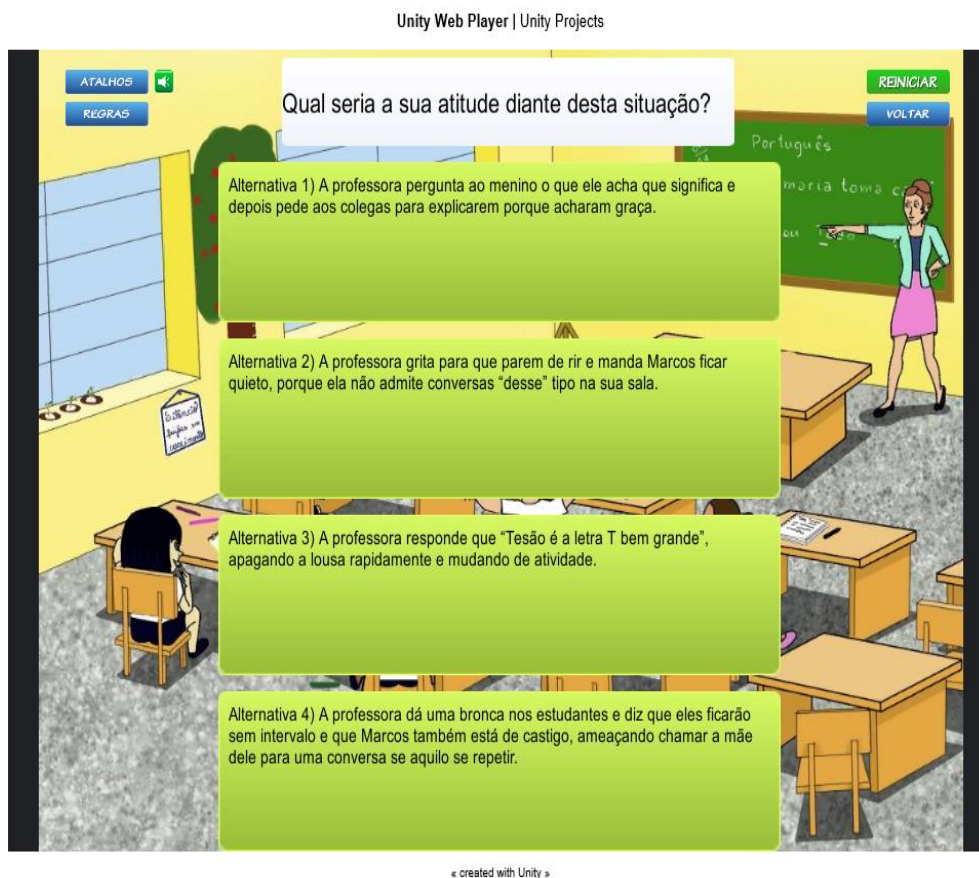 Unity Web Player | Unity Projects
ATALHOS
REINICIAR
REGRAS
VOLTAR
Qual seria a sua atitude diante desta situação?
Português
maria toma
ou
Alternativa 1) A professora pergunta ao menino o que ele acha que significa e
depois pede aos colegas para explicarem porque acharam graça.
Alternativa 2) A professora grita para que parem de rir e manda Marcos ficar
quieto, porque ela não admite conversas “desse” tipo na sua sala.
Alternativa 3) A professora responde que “Tesão é a letra T bem grande”,
apagando a lousa rapidamente e mudando de atividade.
Alternativa 4) A professora dá uma bronca nos estudantes e diz que eles ficarão
sem intervalo e que Marcos também está de castigo, ameaçando chamar a mãe
dele para uma conversa se aquilo se repetir.
« created with Unity »